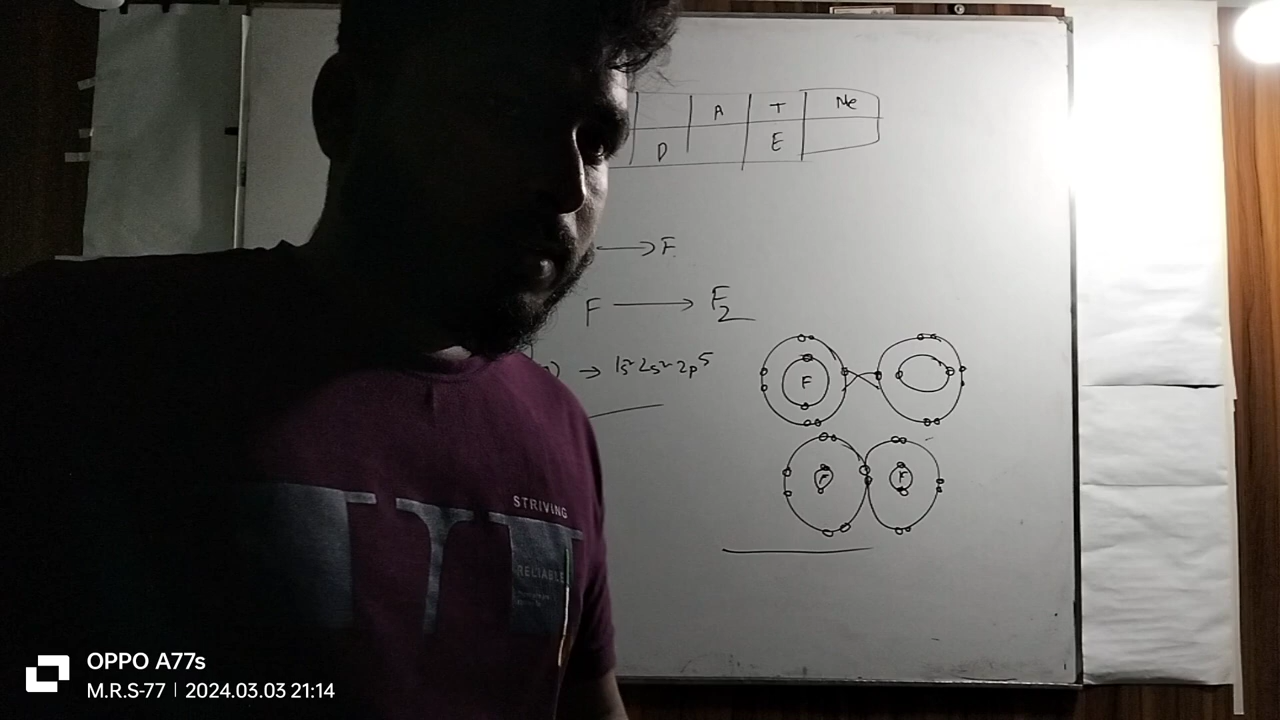 A T Ne
D E
→ F
F → F2
) → 1s² 2s² 2p⁵
F
F F
STRIVING
RELIABLE
OPPO A77s
M.R.S-77 | 2024.03.03 21:14